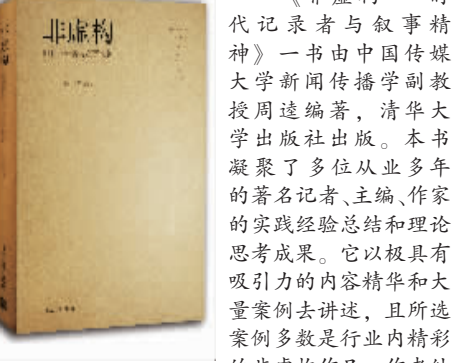 非虚构
代记录者与叙事精
神》一书由中国传媒
大学新闻传播学副教
授周逵编著，清华大
学出版社出版。本书
凝聚了多位从业多年
的著名记者、主编、作家
的实践经验总结和理论
思考成果。它以极具有
吸引力的内容精华和大
量案例去讲述，且所选
案例多数是行业内精彩